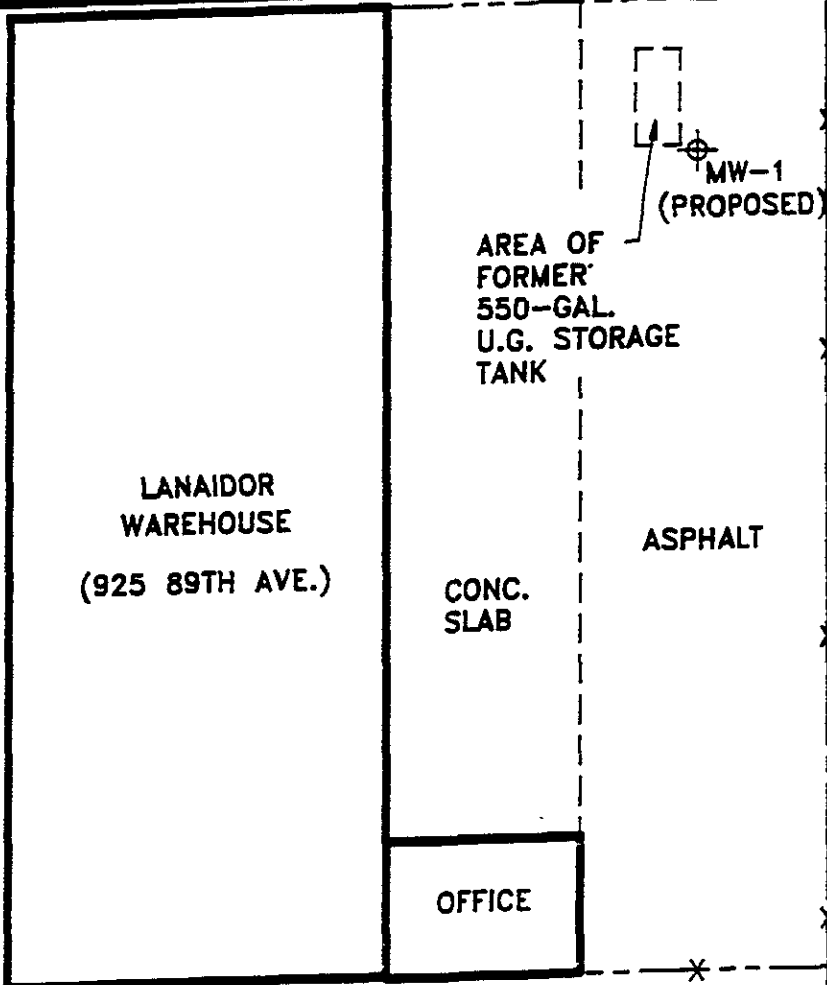 MW-1
(PROPOSED)
AREA OF
FORMER
550-GAL.
U.G. STORAGE
TANK
LANAIDOR
WAREHOUSE
(925 89TH AVE.)
ASPHALT
CONC.
SLAB
OFFICE